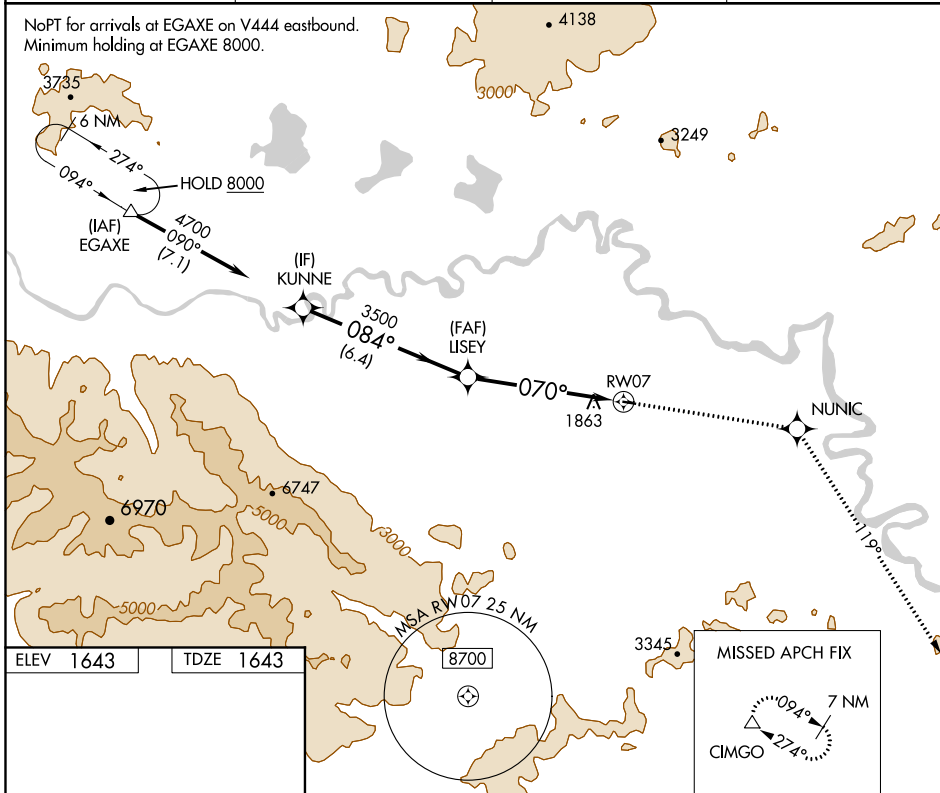 NoPT for arrivals at EGAXE on V444 eastbound.
Minimum holding at EGAXE 8000.
4138
3735
3000
6 NM
3249
274°
094°
HOLD 8000
(IAF)
EGAXE
4700
090°
(7.1)
(IF)
KUNNE
3500
084°
(6.4)
(FAF)
LISEY
070°
RW07
1863
NUNIC
6747
6970
5000
3000
119°
5000
MSA RW07 25 NM
8700
3345
ELEV 1643
TDZE 1643
MISSED APCH FIX
094°
7 NM
CIMGO
274°